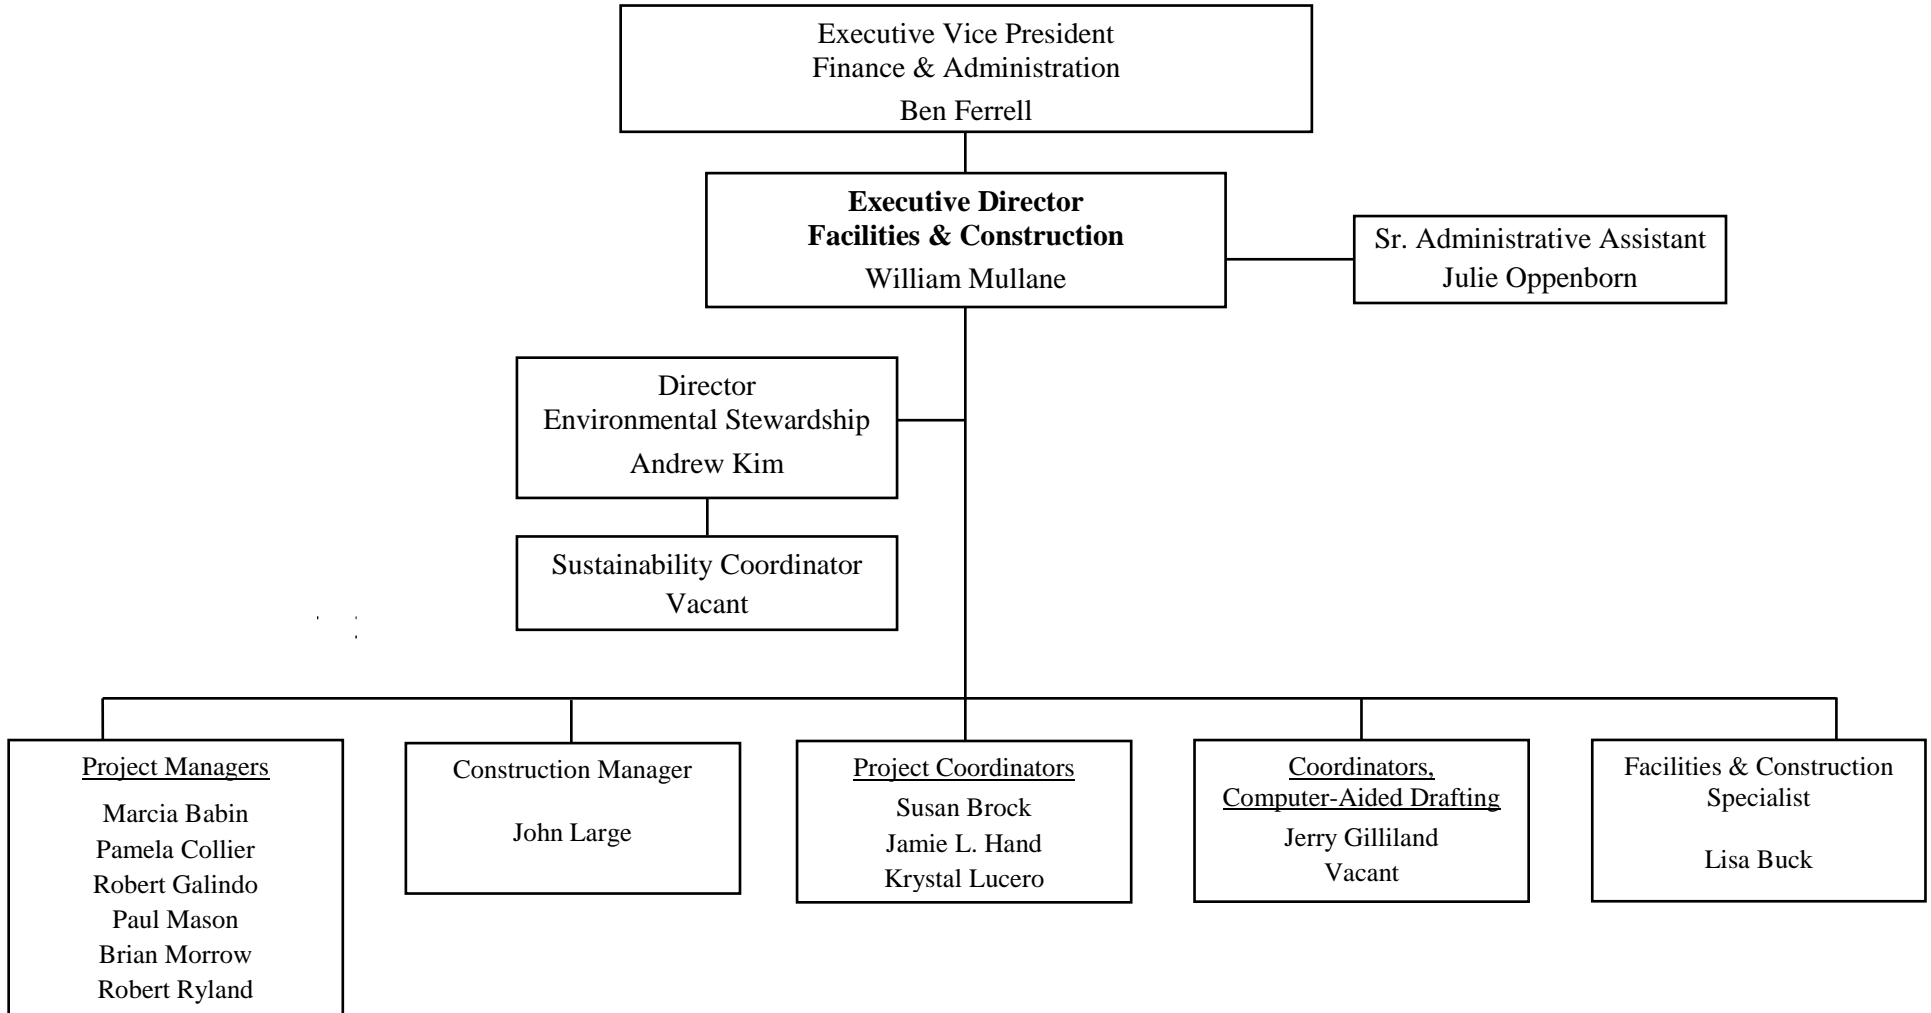 Executive Vice President
Finance & Administration
Ben Ferrell
Executive Director
Facilities & Construction
William Mullane
Sr. Administrative Assistant
Julie Oppenborn
Director
Environmental Stewardship
Andrew Kim
Sustainability Coordinator
Vacant
Project Managers
Marcia Babin
Pamela Collier
Robert Galindo
Paul Mason
Brian Morrow
Robert Ryland
Construction Manager
John Large
Project Coordinators
Susan Brock
Jamie L. Hand
Krystal Lucero
Coordinators,
Computer-Aided Drafting
Jerry Gilliland
Vacant
Facilities & Construction
Specialist
Lisa Buck